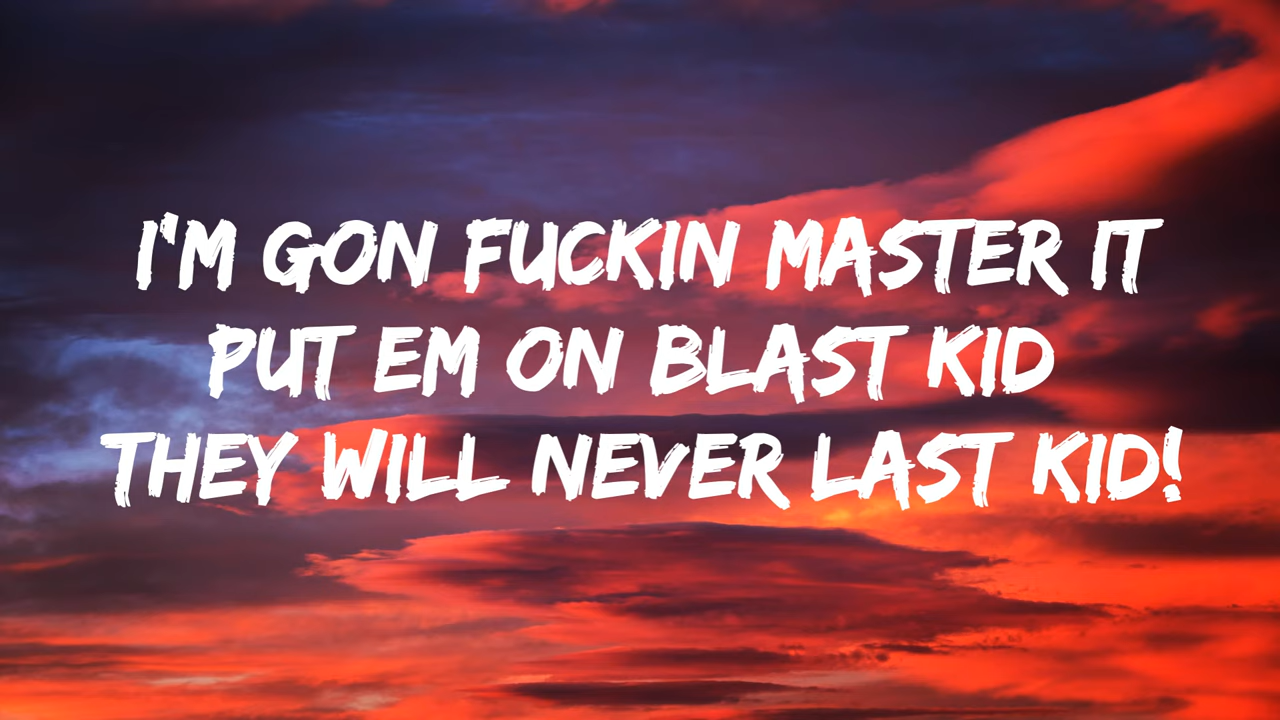 I'M GON FUCKIN MASTER IT
PUT EM ON BLAST KID
THEY WILL NEVER LAST KID!